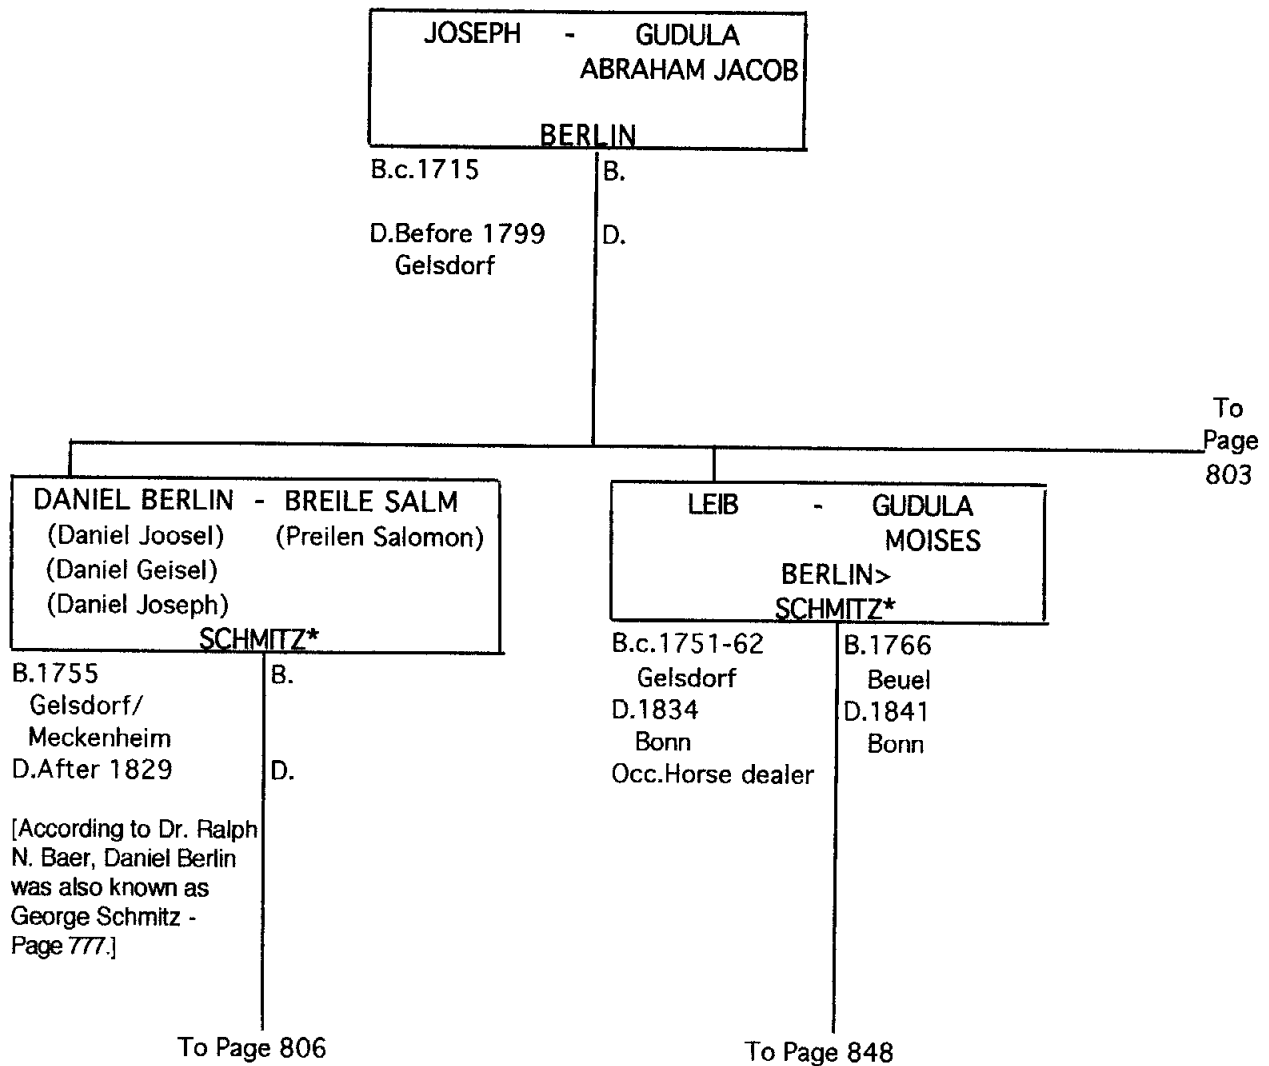 JOSEPH - GUDULA
ABRAHAM JACOB
BERLIN
B.c.1715
B.
D.Before 1799
D.
Gelsdorf
To
Page
803
DANIEL BERLIN - BREILE SALM
(Daniel Joosel) (Preilen Salomon)
(Daniel Geisel)
(Daniel Joseph)
SCHMITZ*
B.1755
B.
Gelsdorf/
Meckenheim
D.After 1829
D.
[According to Dr. Ralph
N. Baer, Daniel Berlin
was also known as
George Schmitz -
Page 777.]
To Page 806
LEIB - GUDULA
MOISES
BERLIN>
SCHMITZ*
B.c.1751-62
Gelsdorf
D.1834
Bonn
Occ.Horse dealer
B.1766
Beuel
D.1841
Bonn
To Page 848